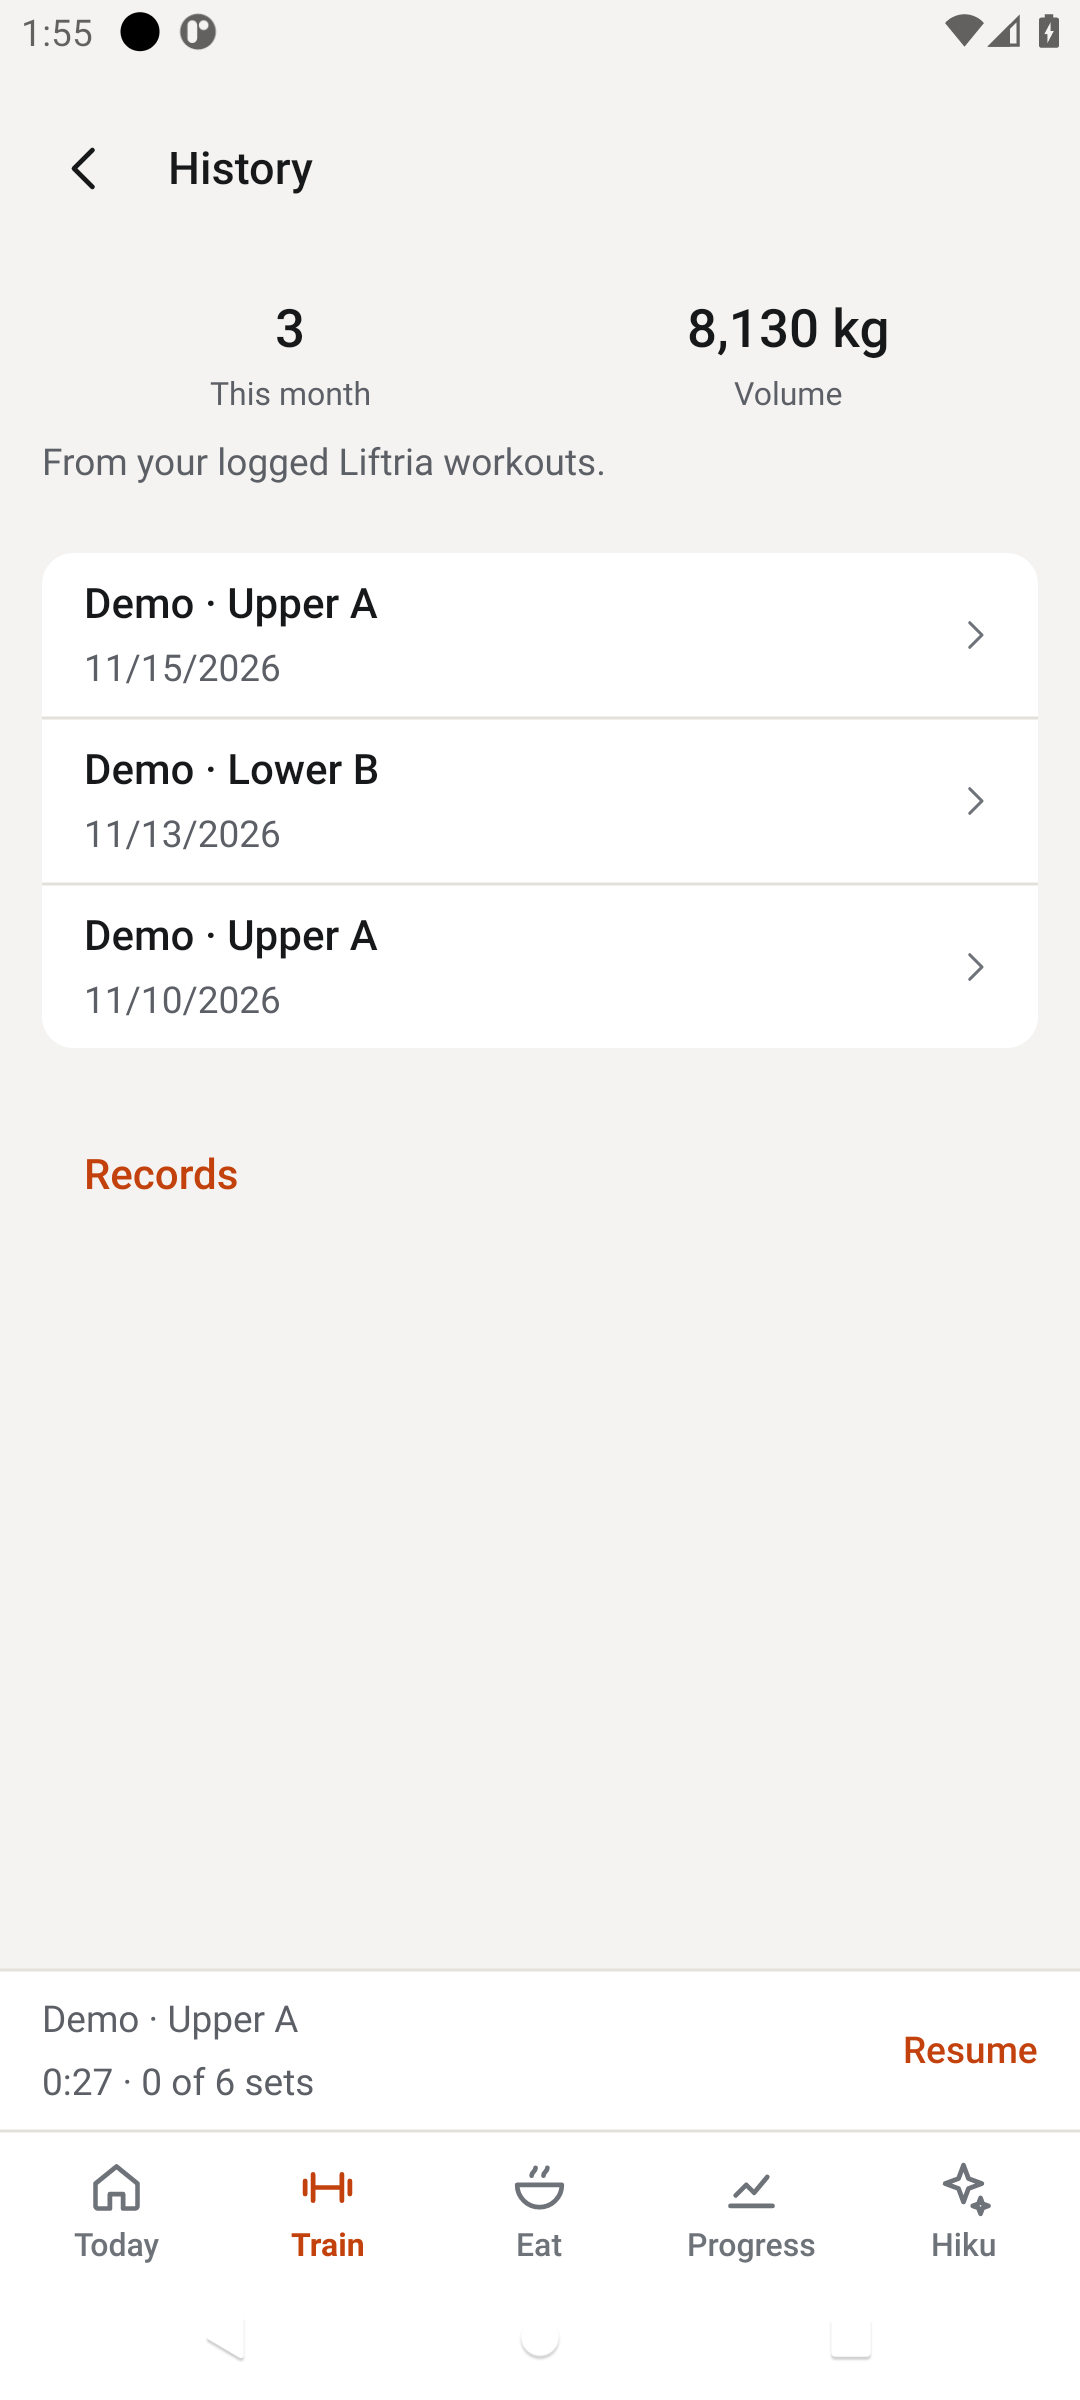 1:55
History
3
This month
8,130 kg
Volume
From your logged Liftria workouts.
Demo · Upper A
11/15/2026
Demo · Lower B
11/13/2026
Demo · Upper A
11/10/2026
Records
Demo · Upper A
0:27 · 0 of 6 sets
Resume
Today
Train
Eat
Progress
Hiku